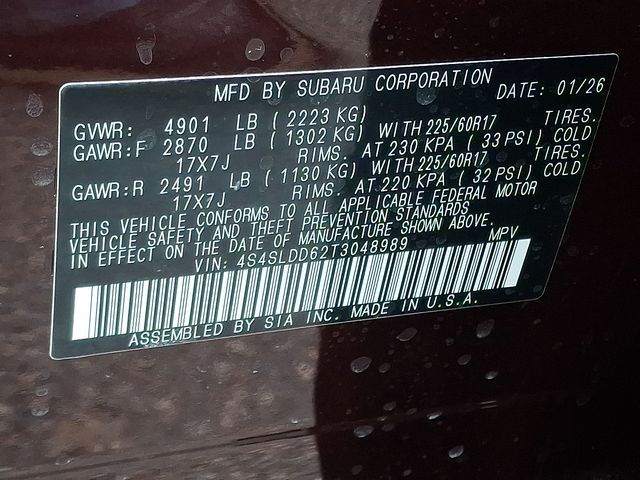 MFD BY SUBARU CORPORATION DATE: 01/26
GVWR: 4901 LB ( 2223 KG)
GAWR:F 2870 LB ( 1302 KG) WITH 225/60R17 TIRES.
17X7J RIMS. AT 230 KPA ( 33 PSI) COLD
GAWR:R 2491 LB ( 1130 KG) WITH 225/60R17 TIRES.
17X7J RIMS. AT 220 KPA ( 32 PSI) COLD
THIS VEHICLE CONFORMS TO ALL APPLICABLE FEDERAL MOTOR
VEHICLE SAFETY AND THEFT PREVENTION STANDARDS
IN EFFECT ON THE DATE OF MANUFACTURE SHOWN ABOVE.
VIN: 4S4SLDD62T3048989 MPV
ASSEMBLED BY SIA INC. MADE IN U.S.A.